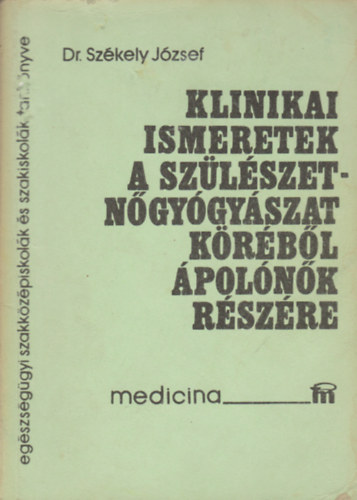 Dr. Székely József
KLINIKAI
ISMERETEK
A SZÜLÉSZET-
NŐGYÓGYÁSZAT
KÖRÉBŐL
ÁPOLÓNŐK
RÉSZÉRE
medicina
egészségügyi szakközépiskolák és szakiskolák tankönyve